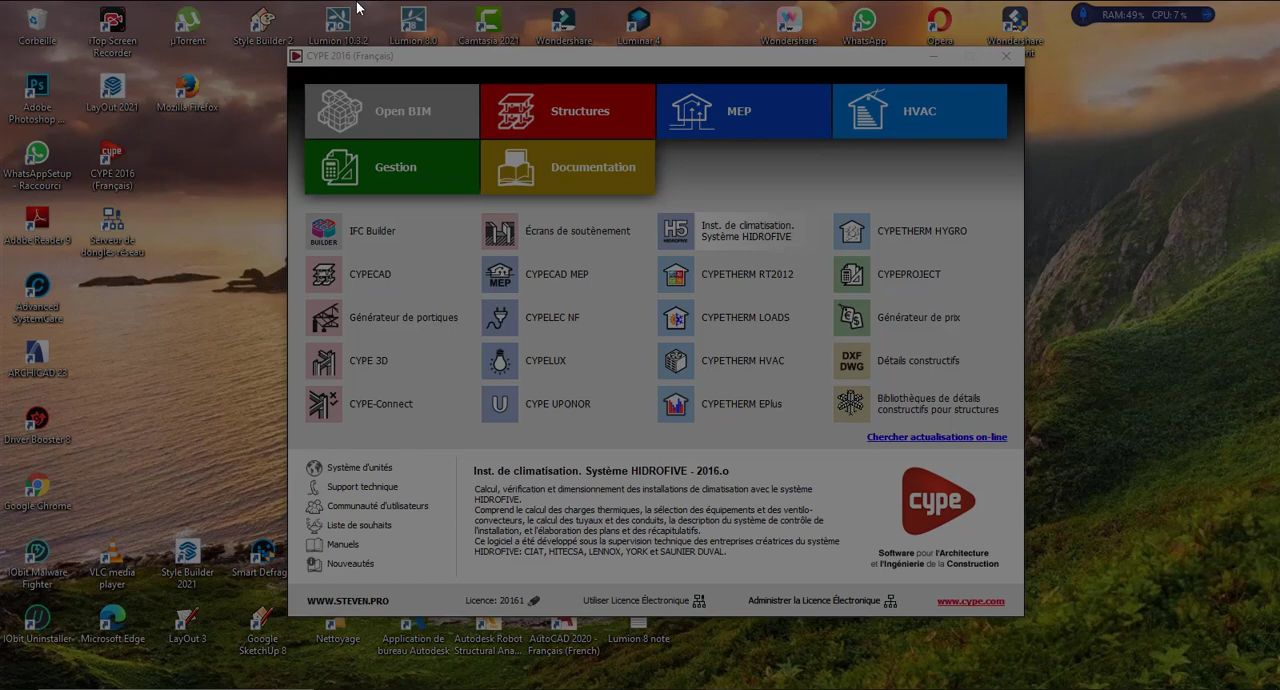 RAM:49% CPU:7%
Corbeille
iTop Screen
Recorder
µTorrent
Style Builder 2
Lumion 10.3.2
Lumion 8.0
Camtasia 2021
Wondershare
Luminar 4
Wondershare
WhatsApp
Opera
Wondershare
CYPE 2016 (Français)
Adobe
Photoshop ...
LayOut 2021
Mozilla Firefox
WhatsAppSetup
- Raccourci
CYPE 2016
(Français)
Adobe Reader 9
Serveur de
dongles réseau
Advanced
SystemCare
ARCHICAD 23
Driver Booster 8
Google Chrome
IObit Malware
Fighter
VLC media
player
Style Builder
2021
Smart Defrag
IObit Uninstaller
Microsoft Edge
LayOut 3
Google
SketchUp 8
Nettoyage
Application de
bureau Autodesk
Autodesk Robot
Structural Ana...
AutoCAD 2020 -
Français (French)
Lumion 8 note
Open BIM
Structures
MEP
HVAC
Gestion
Documentation
BUILDER
IFC Builder
Écrans de soutènement
H5
HIDROFIVE
Inst. de climatisation.
Système HIDROFIVE
CYPETHERM HYGRO
CYPECAD
MEP
CYPECAD MEP
CYPETHERM RT2012
CYPEPROJECT
Générateur de portiques
CYPELEC NF
CYPETHERM LOADS
Générateur de prix
CYPE 3D
CYPELUX
CYPETHERM HVAC
DXF
DWG
Détails constructifs
CYPE-Connect
U
CYPE UPONOR
CYPETHERM EPlus
Bibliothèques de détails
constructifs pour structures
Chercher actualisations on-line
Système d'unités
Support technique
Communauté d'utilisateurs
Liste de souhaits
Manuels
Nouveautés
Inst. de climatisation. Système HIDROFIVE - 2016.o
Calcul, vérification et dimensionnement des installations de climatisation avec le système
HIDROFIVE.
Comprend le calcul des charges thermiques, la sélection des équipements et des ventilo-
convecteurs, le calcul des tuyaux et des conduits, la description du système de contrôle de
l'installation, et l'élaboration des plans et des récapitulatifs.
Ce logiciel a été développé sous la supervision technique des entreprises créatrices du système
HIDROFIVE: CIAT, HITECSA, LENNOX, YORK et SAUNIER DUVAL.
cype
Software pour l'Architecture
et l'Ingénierie de la Construction
WWW.STEVEN.PRO
Licence: 20161
Utiliser Licence Électronique
Administrer la Licence Électronique
www.cype.com